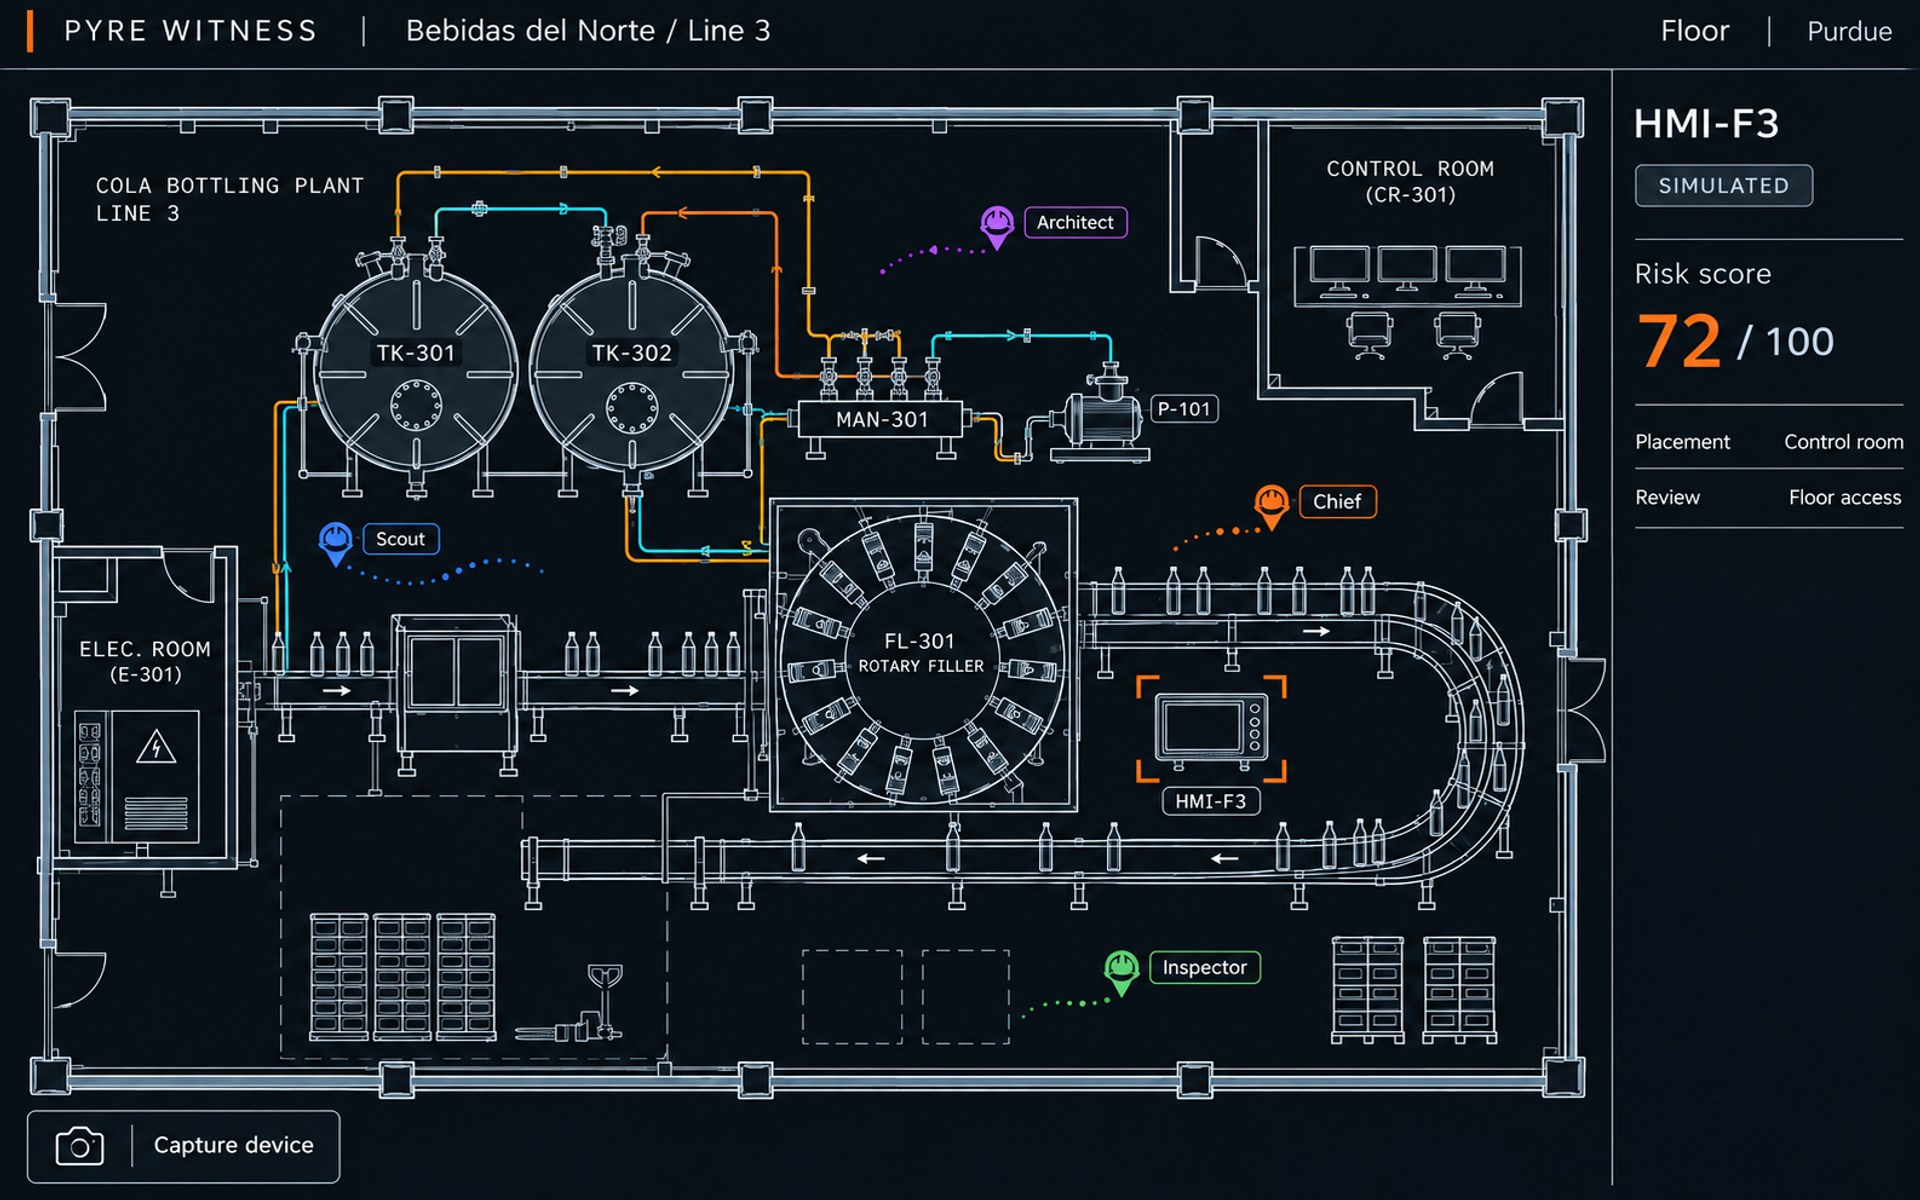 PYRE WITNESS | Bebidas del Norte / Line 3
Floor | Purdue
COLA BOTTLING PLANT
LINE 3
CONTROL ROOM
(CR-301)
Architect
TK-301
TK-302
MAN-301
P-101
Scout
Chief
ELEC. ROOM
(E-301)
FL-301
ROTARY FILLER
HMI-F3
Inspector
Capture device
HMI-F3
SIMULATED
Risk score
72 / 100
Placement Control room
Review Floor access